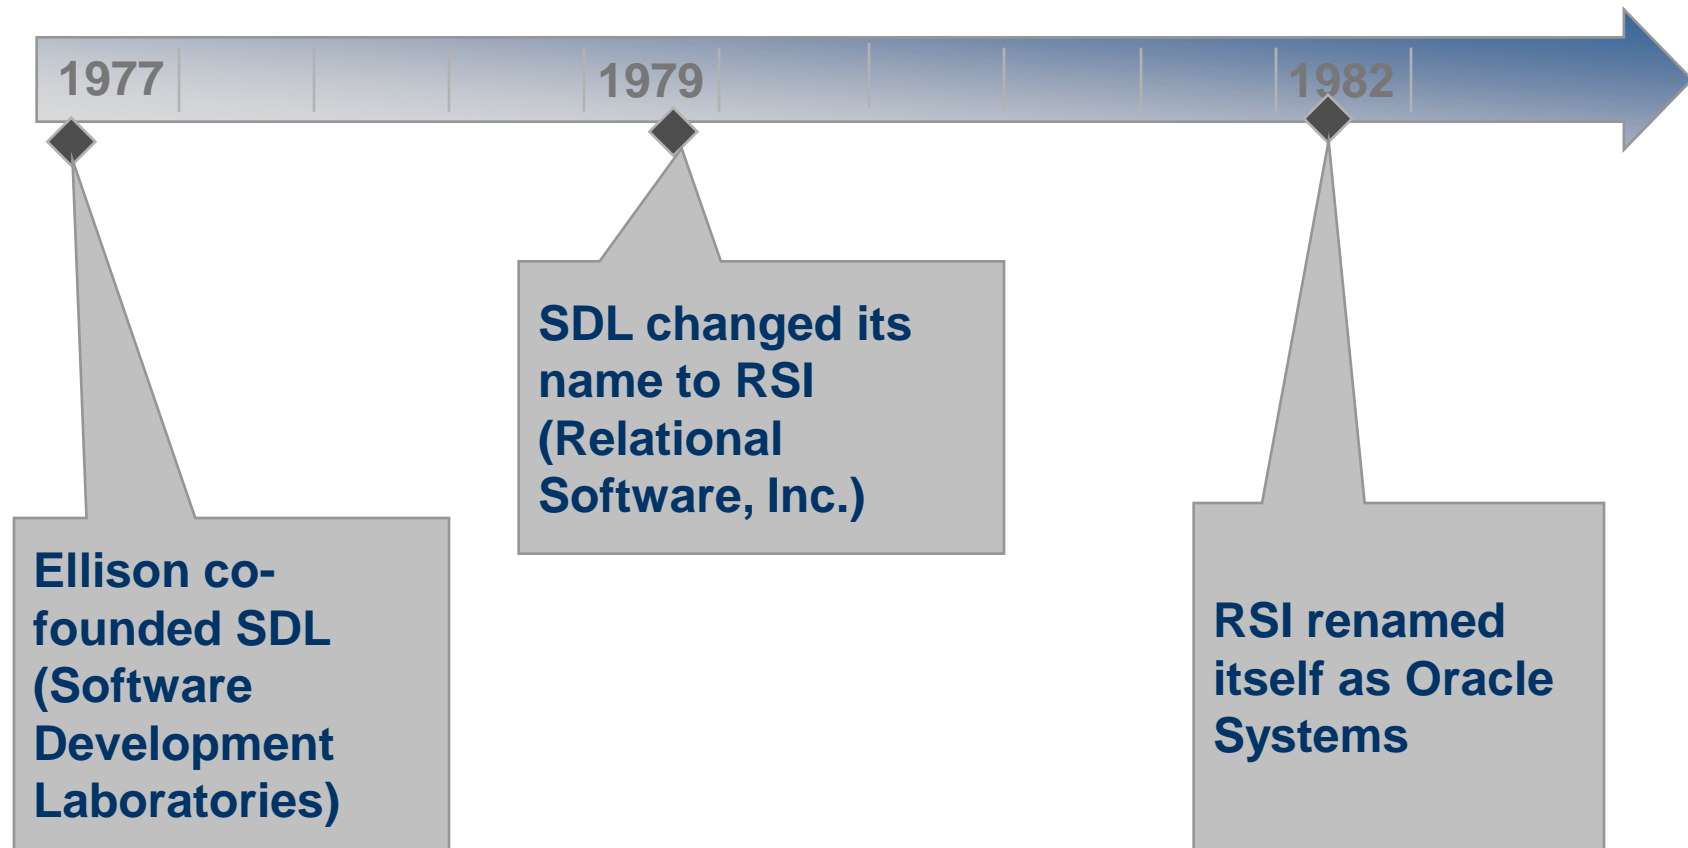 1977
1979
1982
SDL changed its
name to RSI
(Relational
Software, Inc.)
Ellison co-
founded SDL
(Software
Development
Laboratories)
RSI renamed
itself as Oracle
Systems